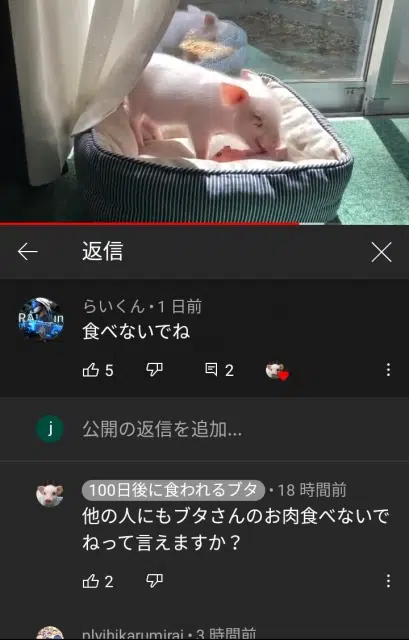 返信
らいくん • 1 日前
食べないでね
5
2
j
公開の返信を追加...
100日後に食われるブタ • 18 時間前
他の人にもブタさんのお肉食べないで
ねって言えますか？
2
plyihikarumirai • 3 時間前